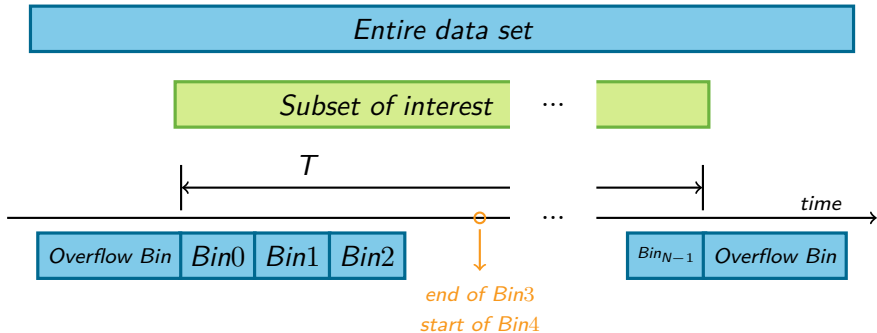 Entire data set
Subset of interest ...
T
time
...
Overflow Bin Bin0 Bin1 Bin2 Bin_{N−1} Overflow Bin
end of Bin3
start of Bin4